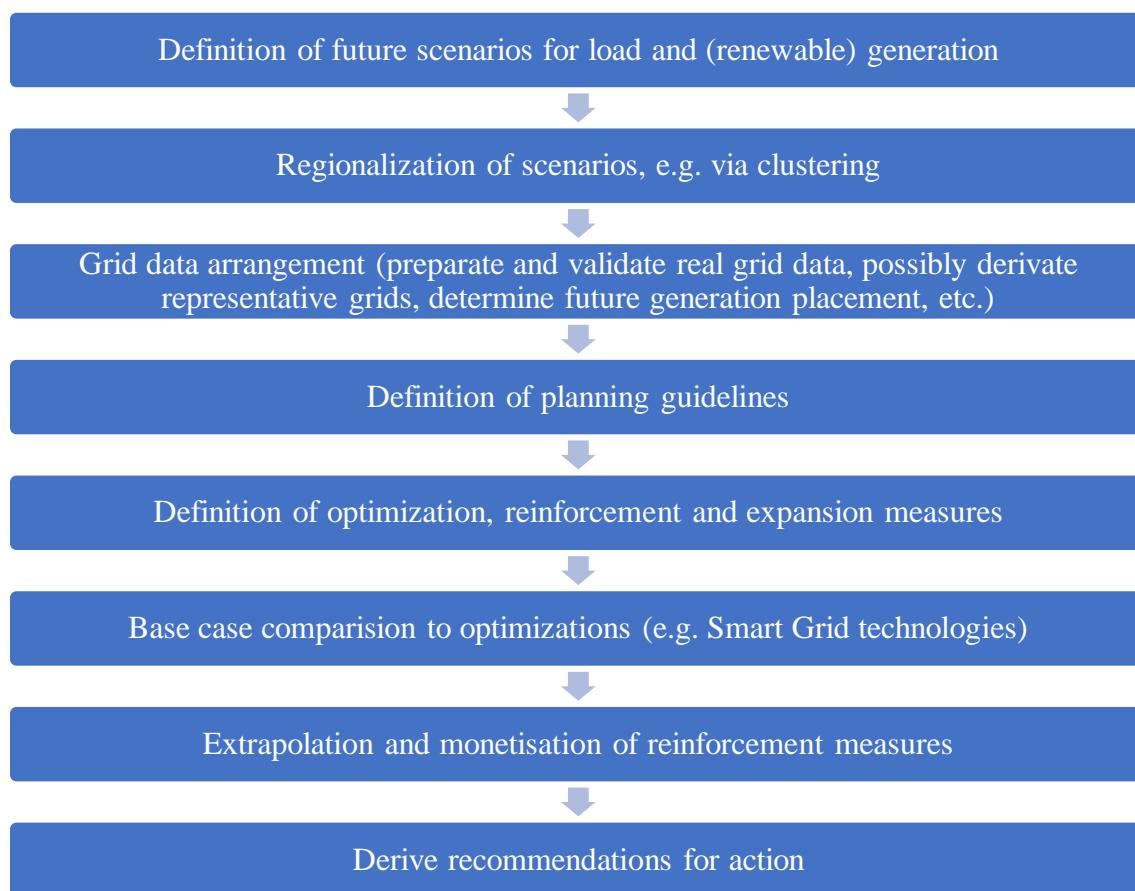 Definition of future scenarios for load and (renewable) generation
Regionalization of scenarios, e.g. via clustering
Grid data arrangement (preparate and validate real grid data, possibly derivate
representative grids, determine future generation placement, etc.)
Definition of planning guidelines
Definition of optimization, reinforcement and expansion measures
Base case comparision to optimizations (e.g. Smart Grid technologies)
Extrapolation and monetisation of reinforcement measures
Derive recommendations for action